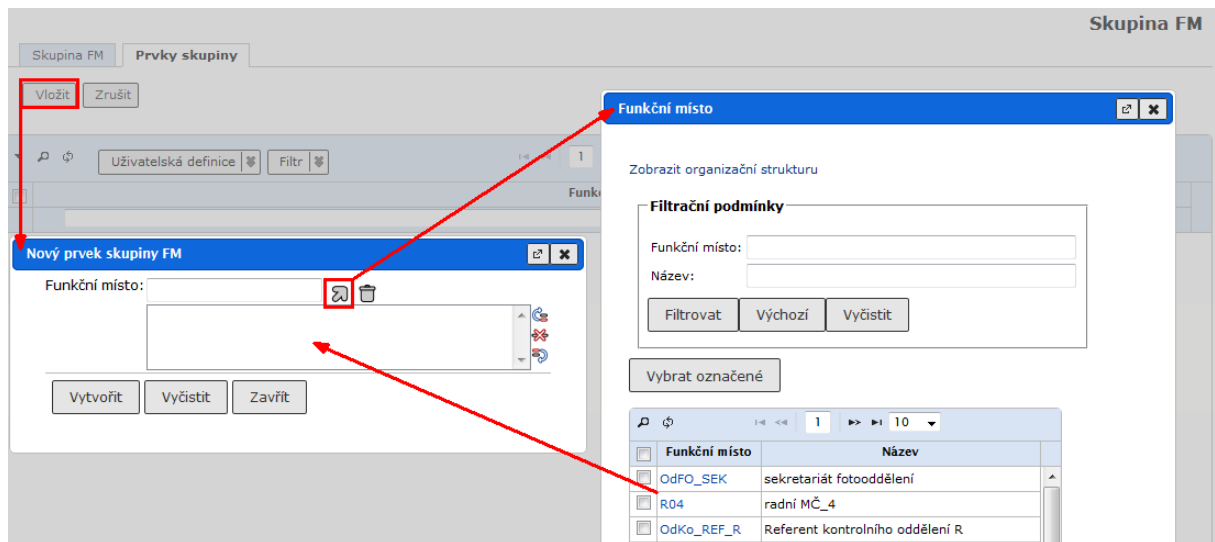 Skupina FM
Skupina FM Prvky skupiny
Vložit Zrušit
Uživatelská definice Filtr 1
Funk
Nový prvek skupiny FM
Funkční místo:
Vytvořit Vyčistit Zavřít
Funkční místo
Zobrazit organizační strukturu
Filtrační podmínky
Funkční místo:
Název:
Filtrovat Výchozí Vyčistit
Vybrat označené
1 10
Funkční místo Název
OdFO_SEK sekretariát fotooddělení
R04 radní MČ_4
OdKo_REF_R Referent kontrolního oddělení R